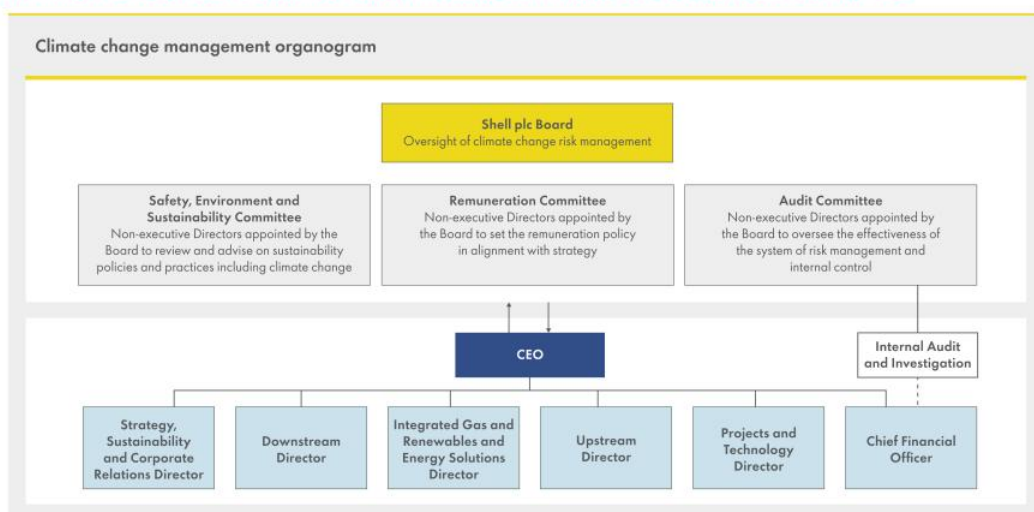 Climate change management organogram
Shell plc Board
Oversight of climate change risk management
Safety, Environment and
Sustainability Committee
Non-executive Directors appointed by the
Board to review and advise on sustainability
policies and practices including climate change
Remuneration Committee
Non-executive Directors appointed by
the Board to set the remuneration policy
in alignment with strategy
Audit Committee
Non-executive Directors appointed by
the Board to oversee the effectiveness of
the system of risk management and
internal control
CEO
Internal Audit
and Investigation
Strategy,
Sustainability
and Corporate
Relations Director
Downstream
Director
Integrated Gas and
Renewables and
Energy Solutions
Director
Upstream
Director
Projects and
Technology
Director
Chief Financial
Officer